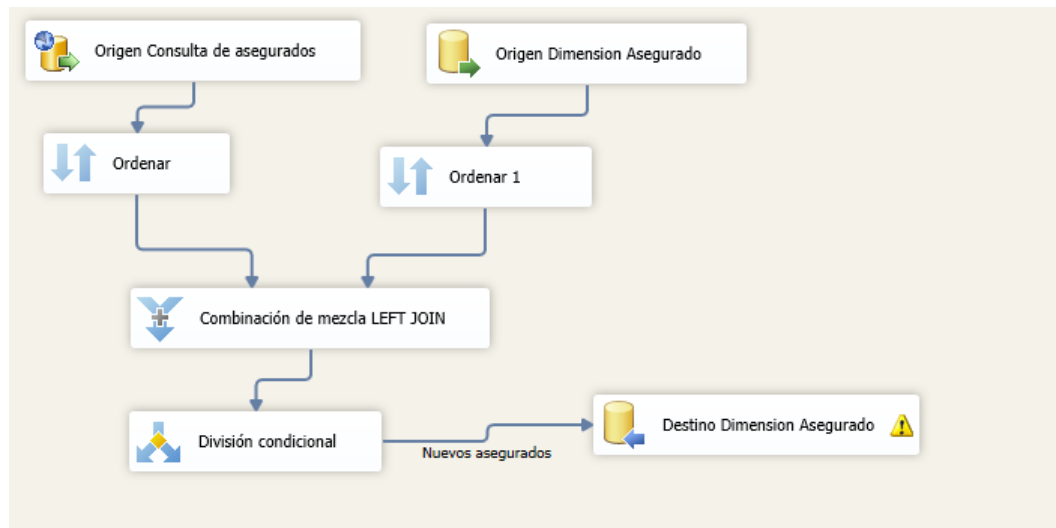 Origen Consulta de asegurados
Origen Dimension Asegurado
Ordenar
Ordenar 1
Combinación de mezcla LEFT JOIN
División condicional
Nuevos asegurados
Destino Dimension Asegurado